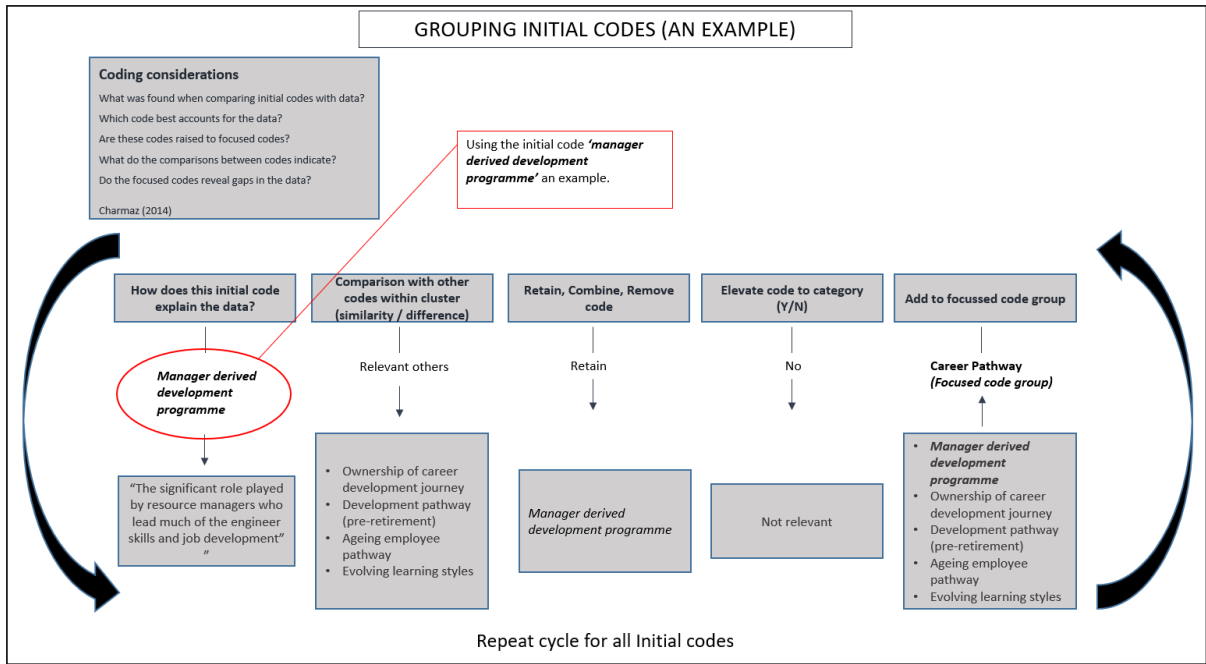 GROUPING INITIAL CODES (AN EXAMPLE)
Coding considerations
What was found when comparing initial codes with data?
Which code best accounts for the data?
Are these codes raised to focused codes?
What do the comparisons between codes indicate?
Do the focused codes reveal gaps in the data?
Charmaz (2014)
Using the initial code ‘manager
derived development
programme’ an example.
How does this initial code
explain the data?
Manager derived
development
programme
“The significant role played
by resource managers who
lead much of the engineer
skills and job development”
”
Comparison with other
codes within cluster
(similarity / difference)
Relevant others
• Ownership of career
development journey
• Development pathway
(pre-retirement)
• Ageing employee
pathway
• Evolving learning styles
Retain, Combine, Remove
code
Retain
Manager derived
development programme
Elevate code to category
(Y/N)
No
Not relevant
Add to focussed code group
Career Pathway
(Focused code group)
• Manager derived
development
programme
• Ownership of career
development journey
• Development pathway
(pre-retirement)
• Ageing employee
pathway
• Evolving learning styles
Repeat cycle for all Initial codes